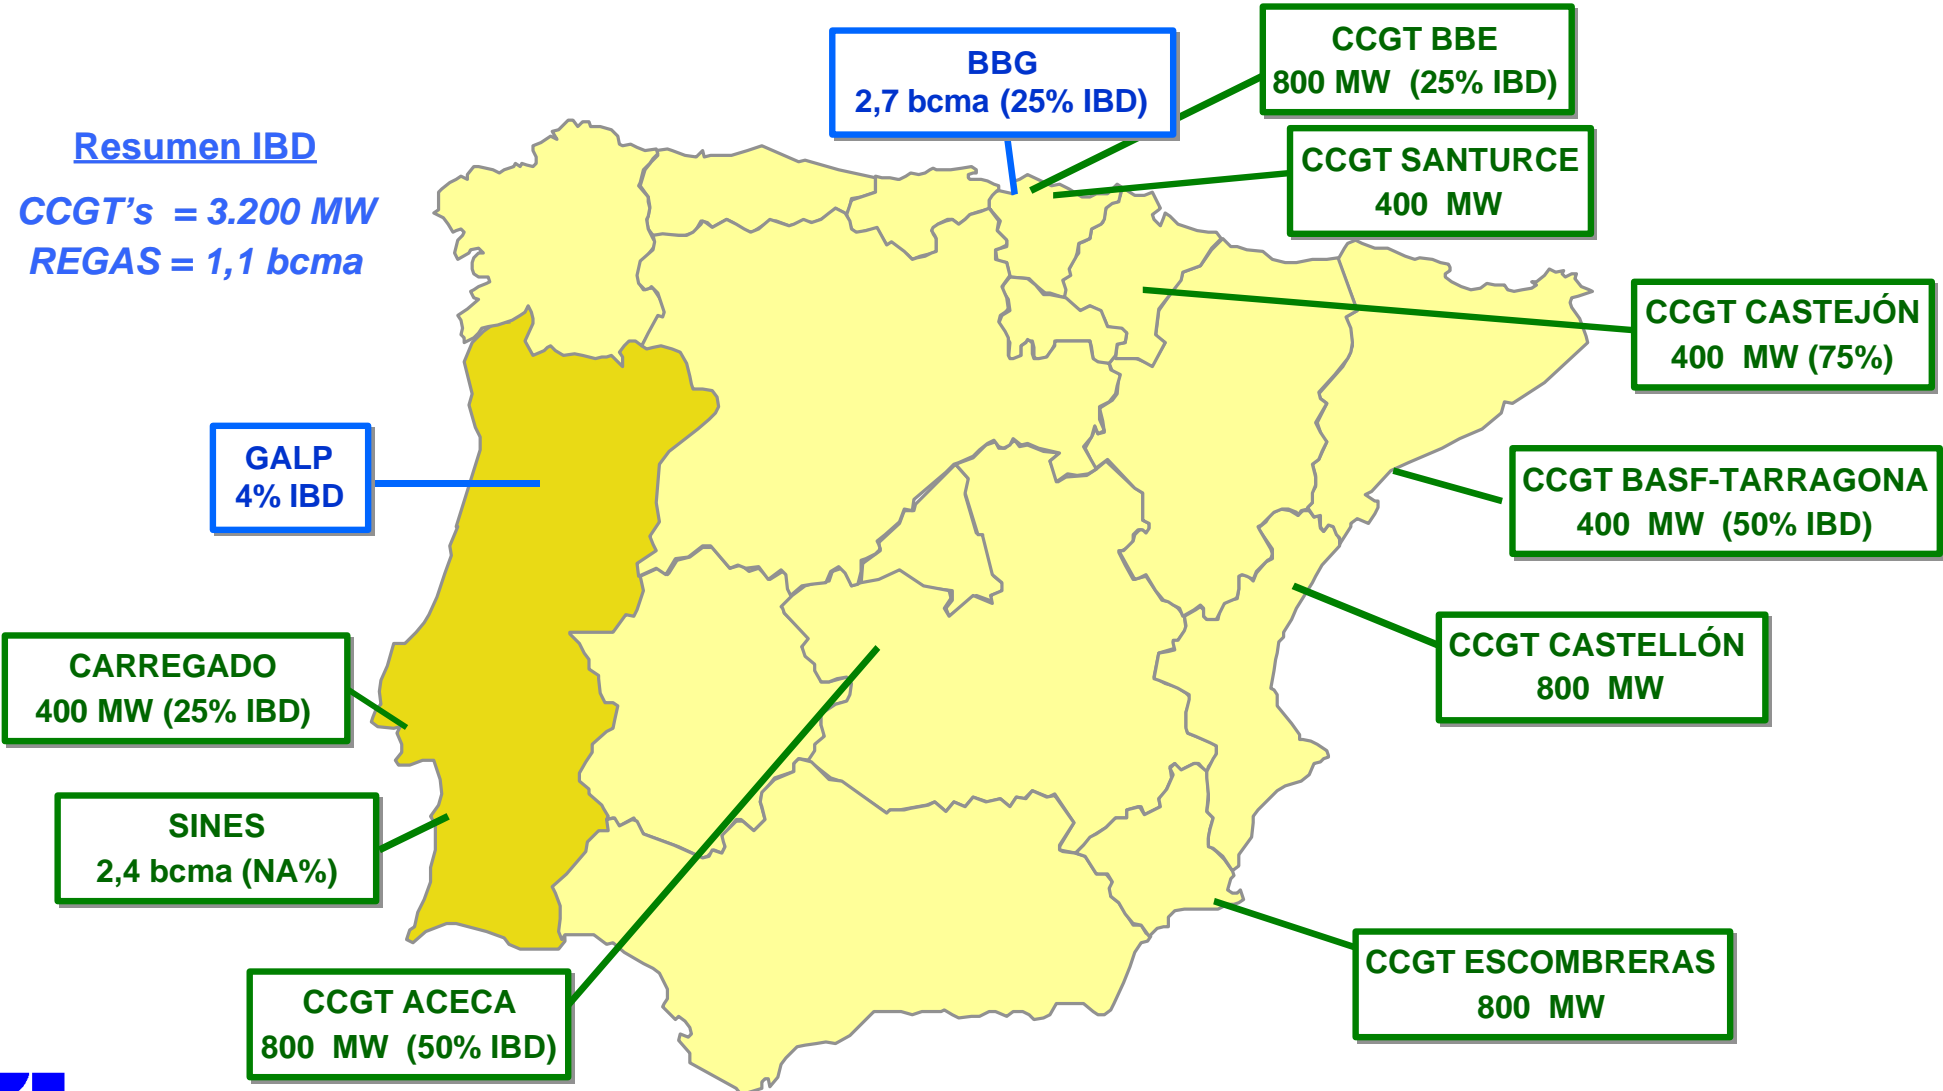 Resumen IBD
CCGT’s = 3.200 MW
REGAS = 1,1 bcma
BBG
2,7 bcma (25% IBD)
CCGT BBE
800 MW (25% IBD)
CCGT SANTURCE
400 MW
CCGT CASTEJÓN
400 MW (75%)
GALP
4% IBD
CCGT BASF-TARRAGONA
400 MW (50% IBD)
CARREGADO
400 MW (25% IBD)
CCGT CASTELLÓN
800 MW
SINES
2,4 bcma (NA%)
CCGT ACECA
800 MW (50% IBD)
CCGT ESCOMBRERAS
800 MW